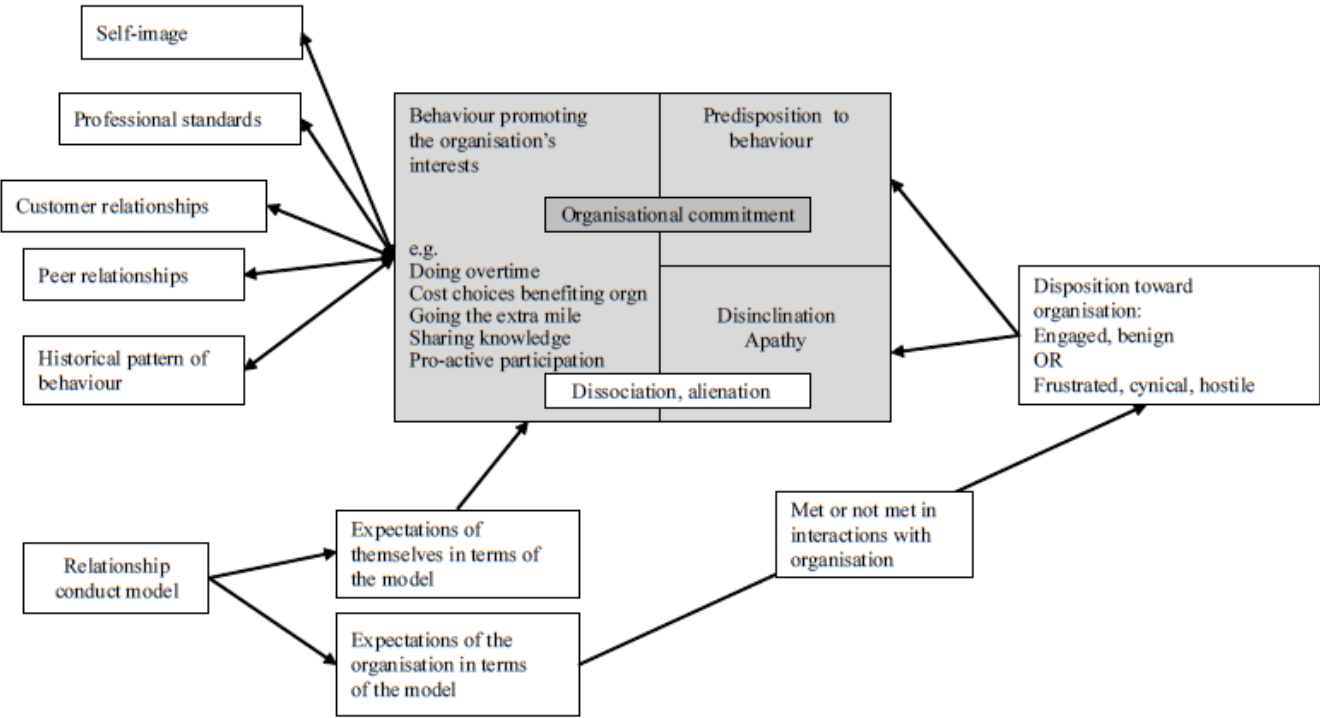 Self-image
Professional standards
Customer relationships
Peer relationships
Historical pattern of
behaviour
Behaviour promoting
the organisation's
interests
e.g.
Doing overtime
Cost choices benefiting orgn
Going the extra mile
Sharing knowledge
Pro-active participation
Predisposition to
behaviour
Organisational commitment
Disinclination
Apathy
Dissociation, alienation
Disposition toward
organisation:
Engaged, benign
OR
Frustrated, cynical, hostile
Relationship
conduct model
Expectations of
themselves in terms of
the model
Expectations of the
organisation in terms
of the model
Met or not met in
interactions with
organisation